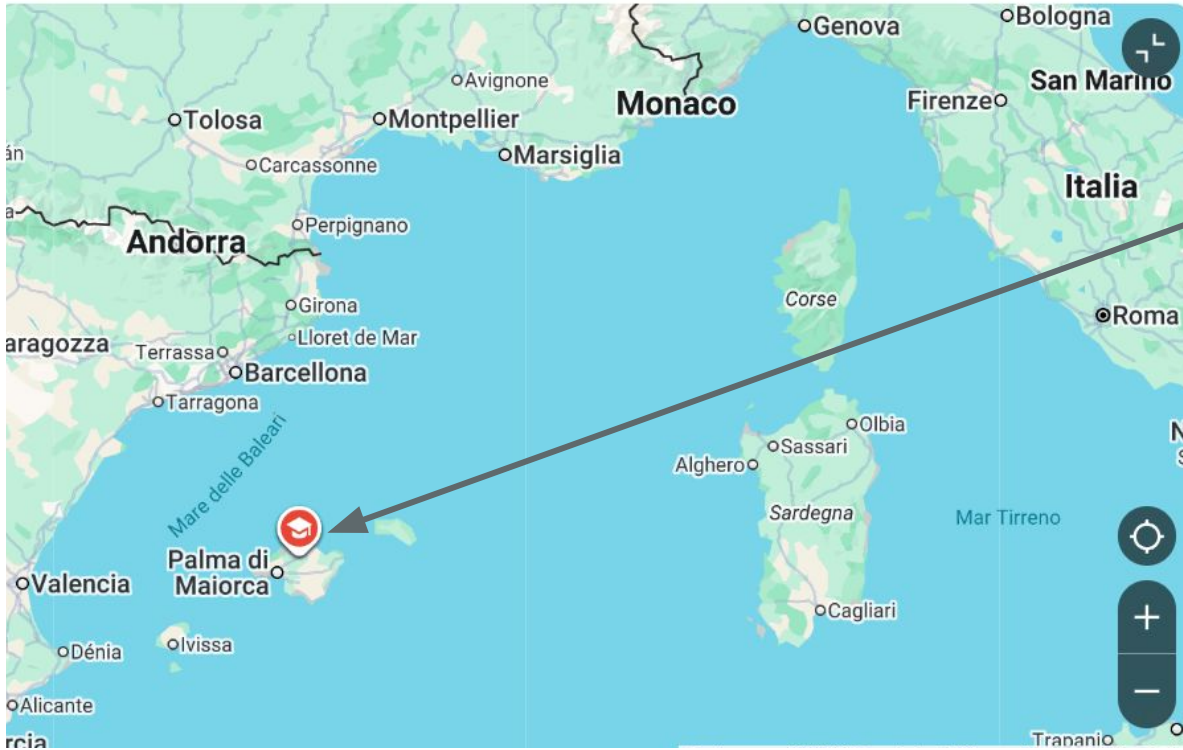 Genova
Bologna
San Marino
Avignone
Firenze
Monaco
Tolosa
Montpellier
Marsiglia
Carcassonne
Italia
Perpignano
Andorra
Corse
Girona
Roma
Lloret de Mar
aragozza
Terrassa
Barcellona
Tarragona
Olbia
Sassari
Alghero
Mare delle Baleari
Sardegna
Mar Tirreno
Palma di
Maiorca
Valencia
Cagliari
Ivissa
Dénia
Alicante
rcia
Trapani